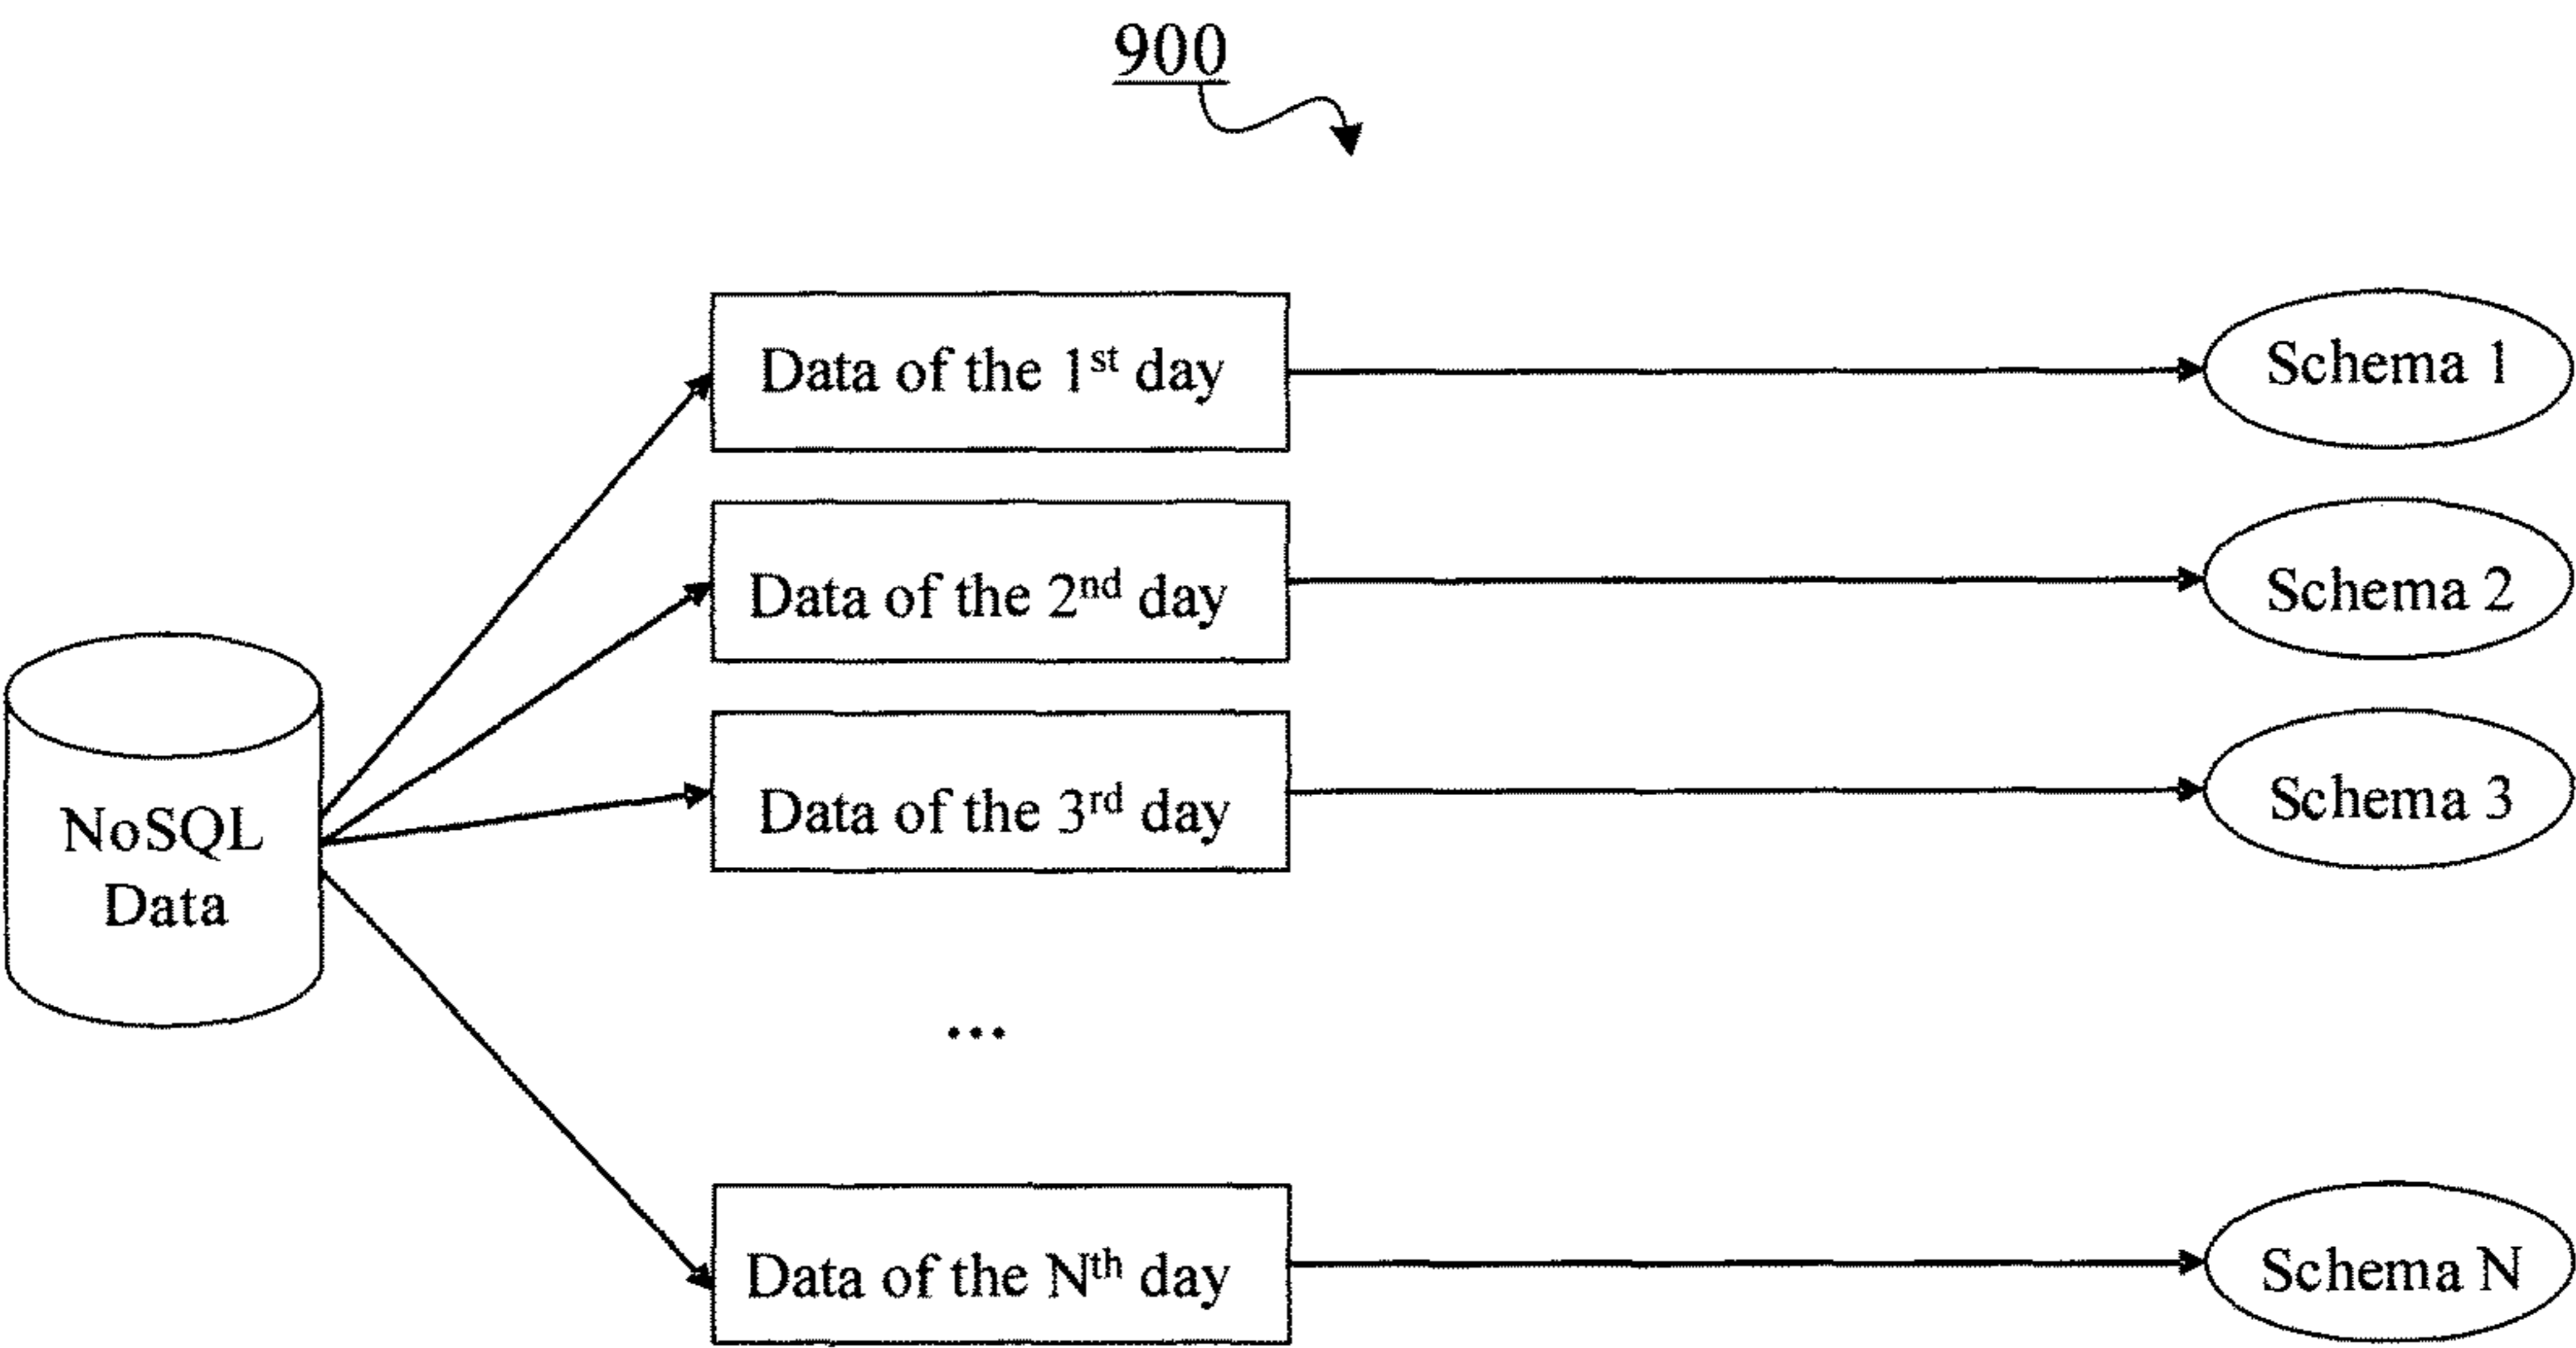 900
Data of the 1st day
Schema 1
Data of the 2nd day
Schema 2
Data of the 3rd day
Schema 3
NoSQL
Data
...
Data of the Nth day
Schema N